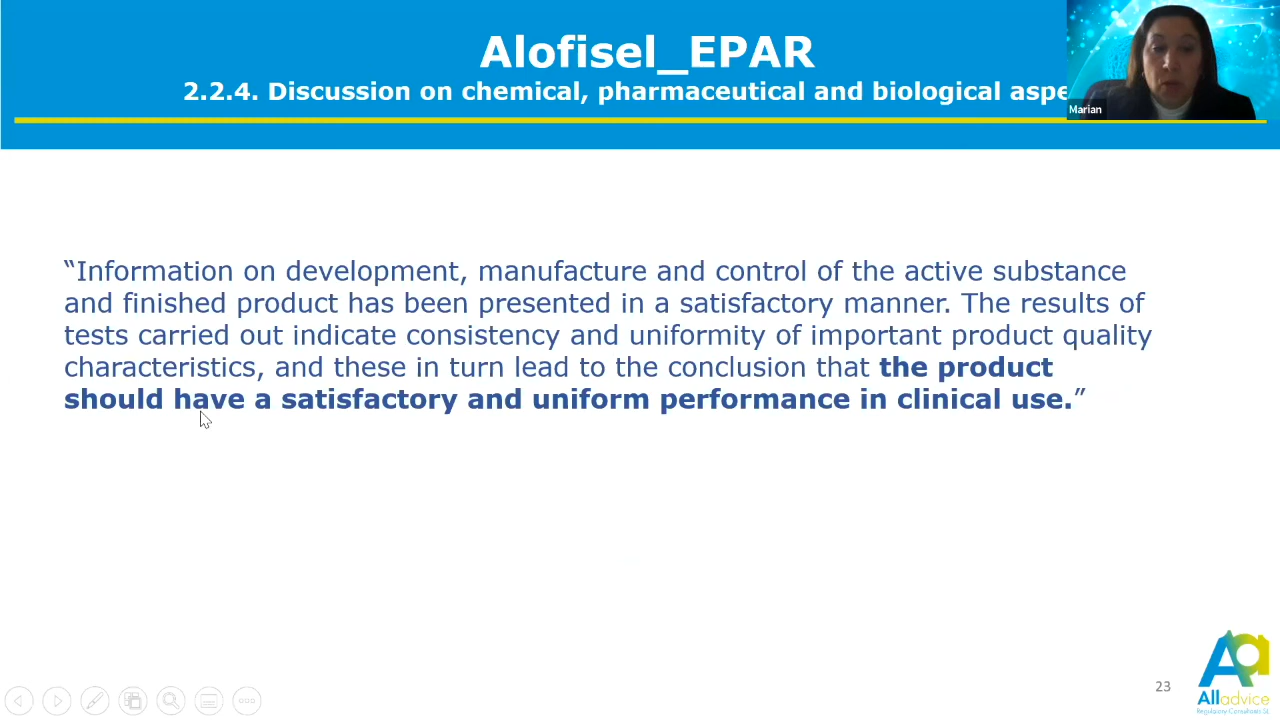 Alofisel_EPAR
2.2.4. Discussion on chemical, pharmaceutical and biological aspe
Marian
“Information on development, manufacture and control of the active substance
and finished product has been presented in a satisfactory manner. The results of
tests carried out indicate consistency and uniformity of important product quality
characteristics, and these in turn lead to the conclusion that the product
should have a satisfactory and uniform performance in clinical use.”
23
Alladvice
Regulatory Consultants SL